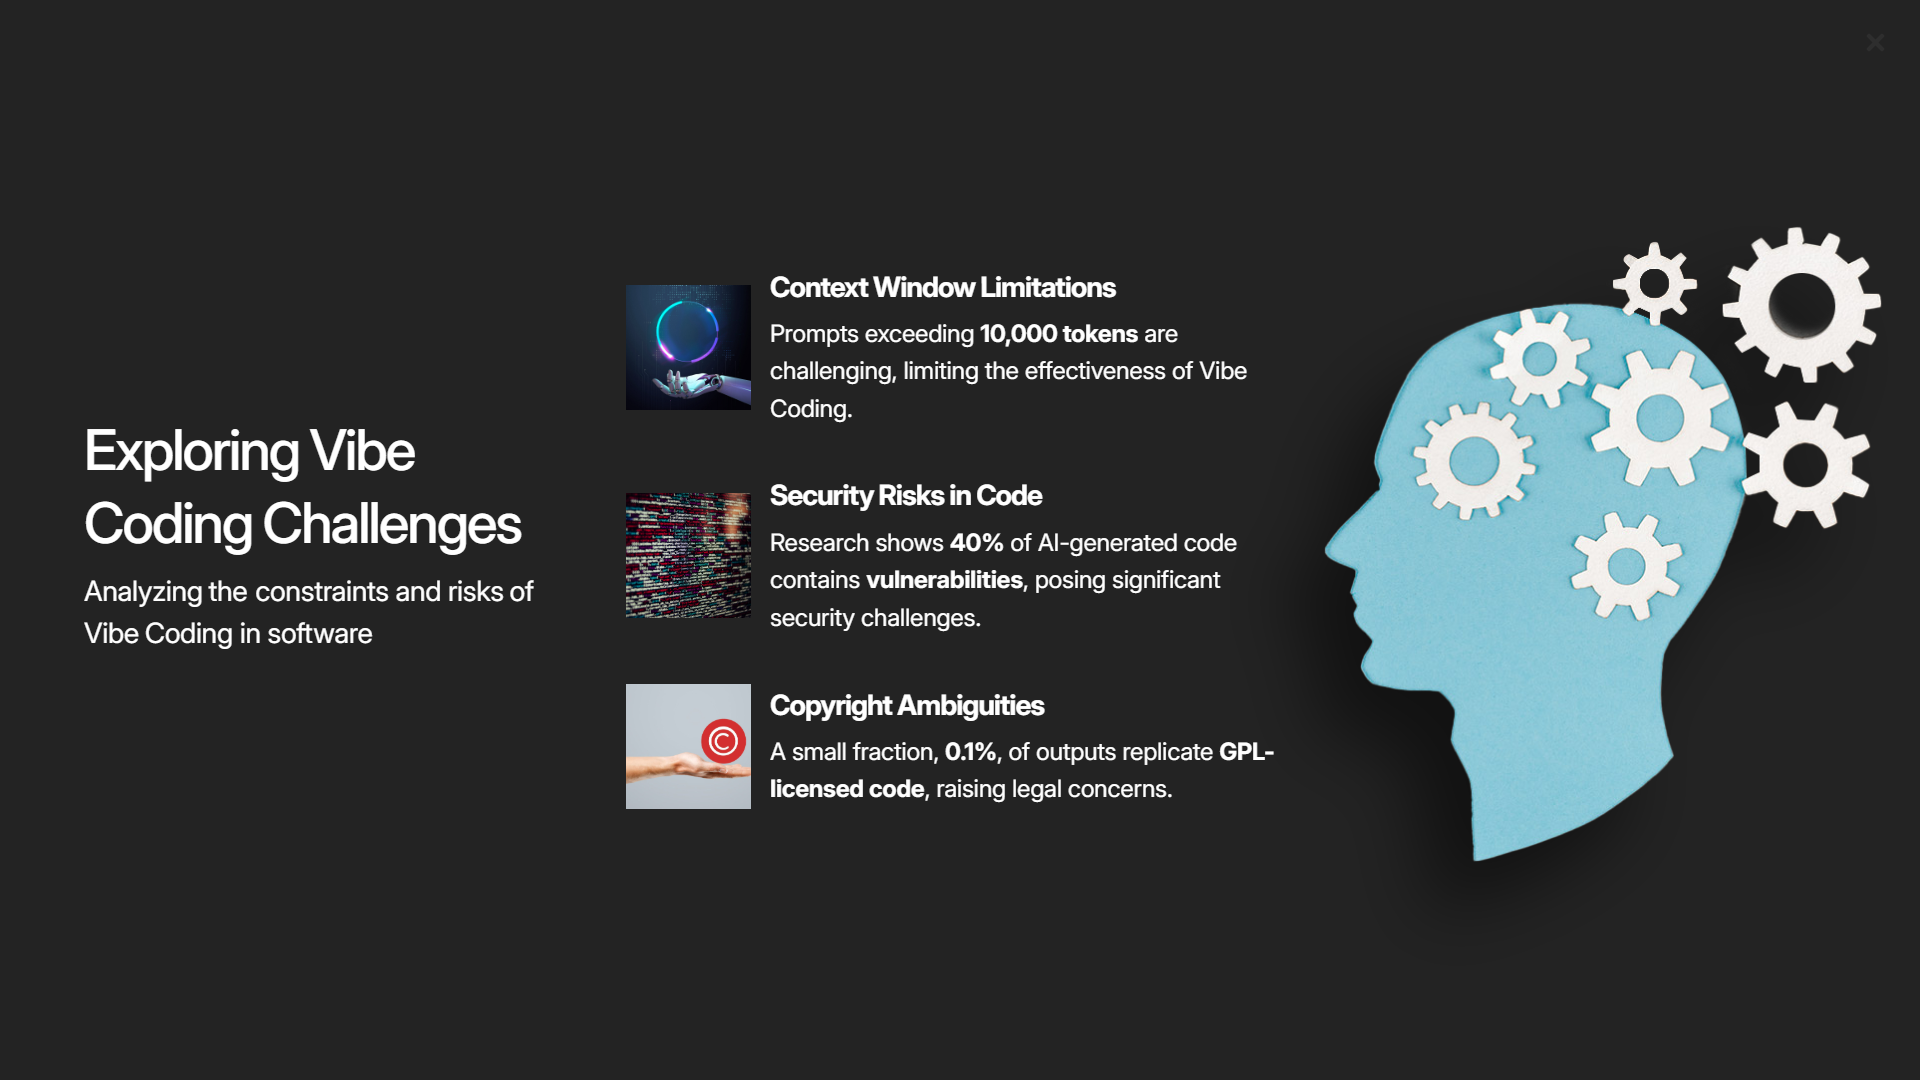 Exploring Vibe
Coding Challenges
Analyzing the constraints and risks of
Vibe Coding in software
Context Window Limitations
Prompts exceeding 10,000 tokens are
challenging, limiting the effectiveness of Vibe
Coding.
Security Risks in Code
Research shows 40% of AI-generated code
contains vulnerabilities, posing significant
security challenges.
Copyright Ambiguities
A small fraction, 0.1%, of outputs replicate GPL-
licensed code, raising legal concerns.